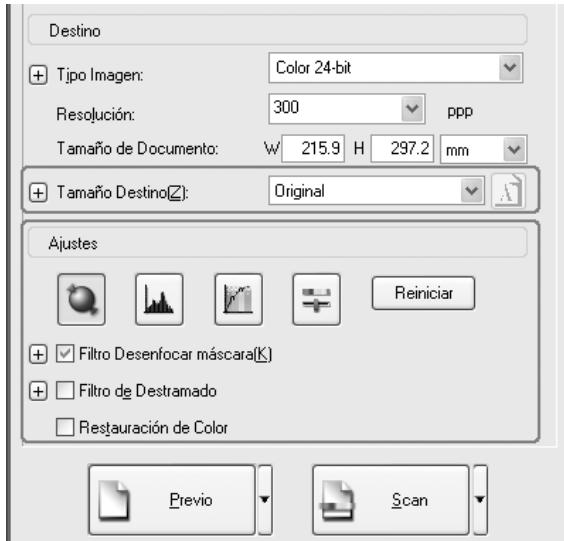 Destino
Tipo Imagen: Color 24-bit
Resolución: 300 ppp
Tamaño de Documento: W 215.9 H 297.2 mm
Tamaño Destino(Z): Original A
Ajustes
Reiniciar
Filtro Desenfocar máscara(K)
Filtro de Destramado
Restauración de Color
Previo Scan